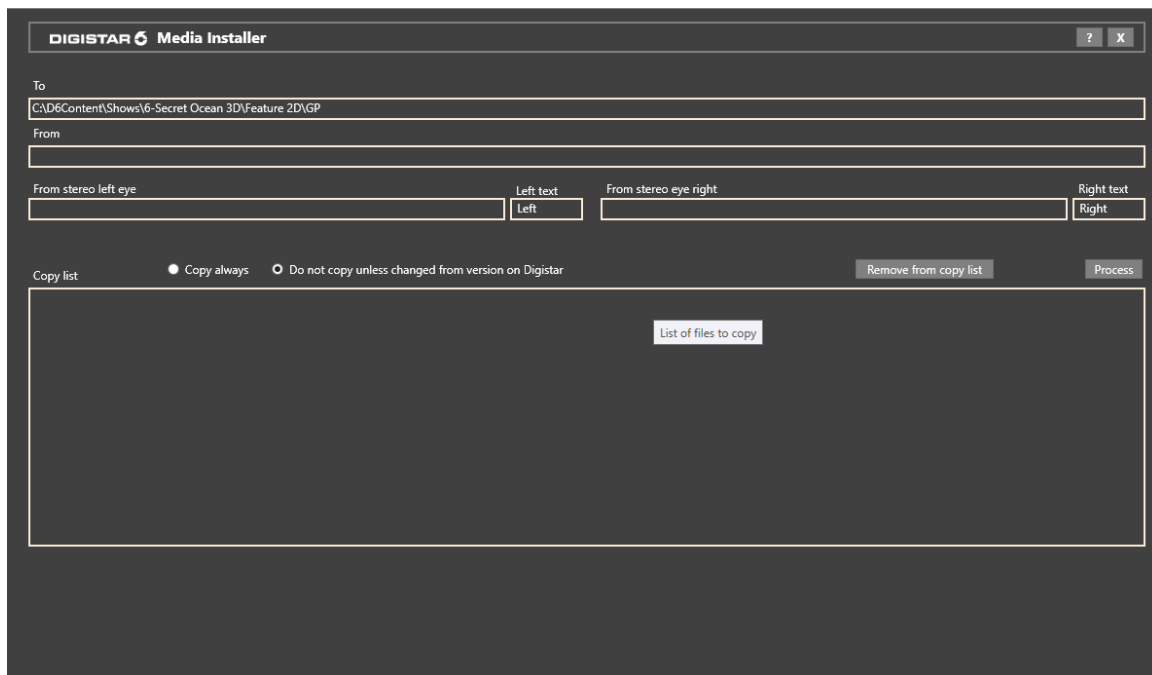 DIGISTAR 6 Media Installer ? X
To
C:\D6Content\Shows\6-Secret Ocean 3D\Feature 2D\GP
From
From stereo left eye Left text From stereo eye right Right text
Left Right
Copy list Copy always Do not copy unless changed from version on Digistar Remove from copy list Process
List of files to copy